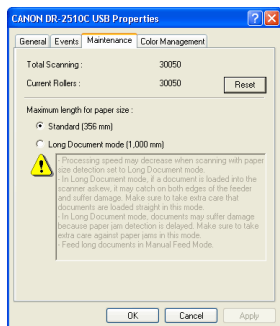 CANON DR-2510C USB Properties
General Events Maintenance Color Management
Total Scanning : 30050
Current Rollers : 30050 Reset
Maximum length for paper size :
Standard (356 mm)
Long Document mode (1,000 mm)
- Processing speed may decrease when scanning with paper
size detection set to Long Document mode.
- In Long Document mode, if a document is loaded into the
scanner askew, it may catch on both edges of the feeder
and suffer damage. Make sure to take extra care that
documents are loaded straight in this mode.
- In Long Document mode, documents may suffer damage
because paper jam detection is delayed. Make sure to take
extra care against paper jams in this mode.
- Feed long documents in Manual Feed Mode.
OK Cancel Apply